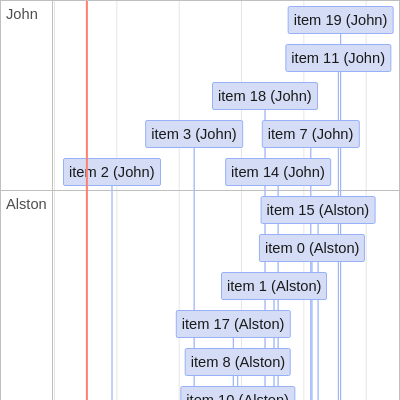 John
item 19 (John)
item 11 (John)
item 18 (John)
item 3 (John)
item 7 (John)
item 2 (John)
item 14 (John)
Alston
item 15 (Alston)
item 0 (Alston)
item 1 (Alston)
item 17 (Alston)
item 8 (Alston)
item 10 (Alston)